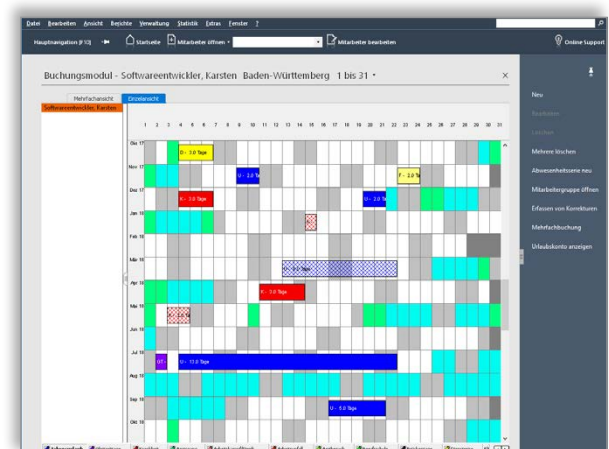 Datei Bearbeiten Ansicht Berichte Verwaltung Statistik Extras Fenster ?
Hauptnavigation [F10] Startseite Mitarbeiter öffnen Mitarbeiter bearbeiten Online Support
Buchungsmodul - Softwareentwickler, Karsten Baden-Württemberg 1 bis 31
Mehrfachansicht Einzelansicht
Softwareentwickler, Karsten
1 2 3 4 5 6 7 8 9 10 11 12 13 14 15 16 17 18 19 20 21 22 23 24 25 26 27 28 29 30 31
Okt 17 D - 3.0 Tage
Nov 17 U - 2.0 Ta F - 2.0 Ta
Dez 17 K - 3.0 Tage U - 2.0 Ta
Jan 18
Feb 18
Apr 18 K - 3.0 Tage
Mai 18
Jun 18
Jul 18 GT - U - 13.0 Tage
Aug 18
Sep 18 U - 5.0 Tage
Okt 18
Neu
Bearbeiten
Löschen
Mehrere löschen
Abwesenheitsserie neu
Mitarbeitergruppe öffnen
Erfassen von Korrekturen
Mehrfachbuchung
Urlaubskonto anzeigen